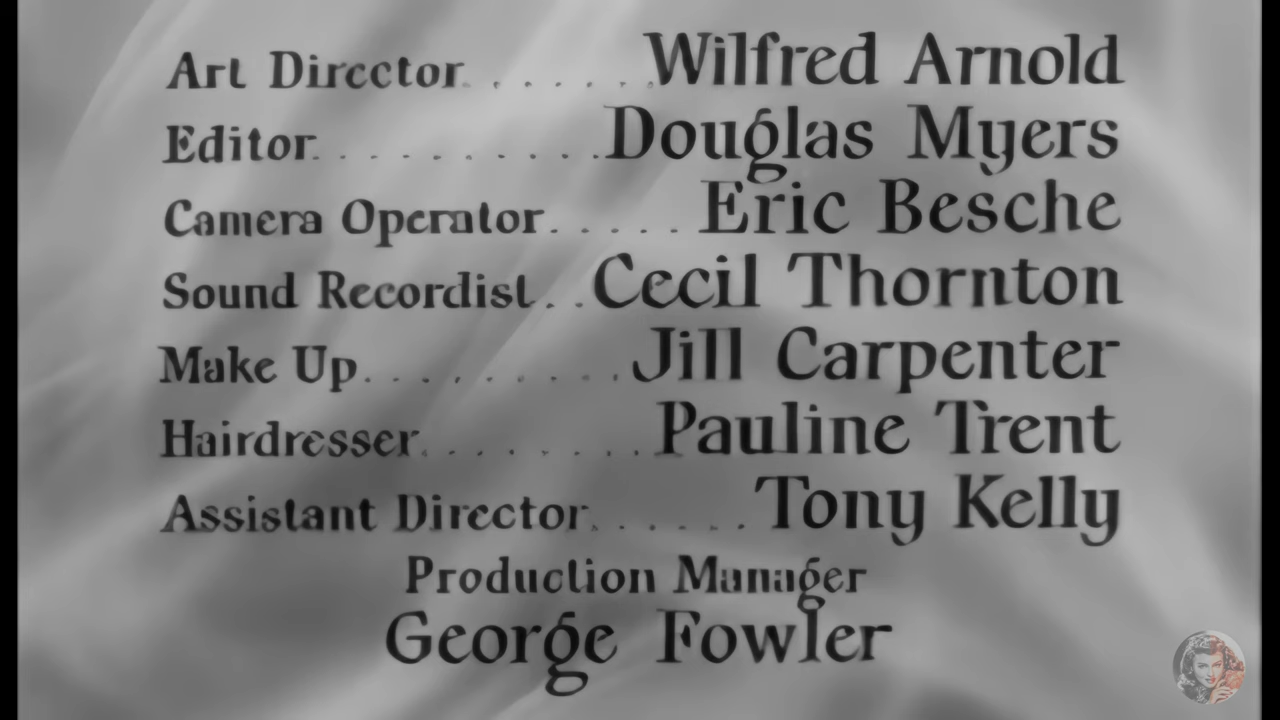 Art Director. . . . . . .Wilfred Arnold
Editor. . . . . . . . . . .Douglas Myers
Camera Operator. . . . . .Eric Besche
Sound Recordist. . .Cecil Thornton
Make Up. . . . . . . . . .Jill Carpenter
Hairdresser. . . . . . . . .Pauline Trent
Assistant Director. . . . . .Tony Kelly
Production Manager
George Fowler